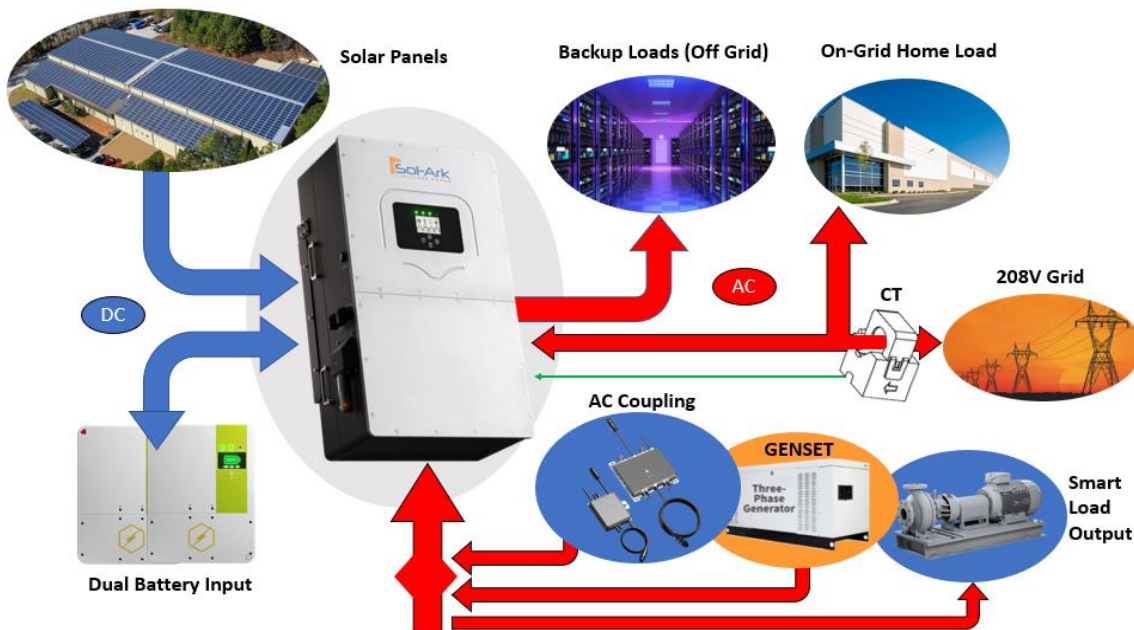 Solar Panels
Backup Loads (Off Grid)
On-Grid Home Load
Sol-Ark
DC
AC
CT
208V Grid
AC Coupling
GENSET
Three-
Phase
Generator
Smart
Load
Output
Dual Battery Input